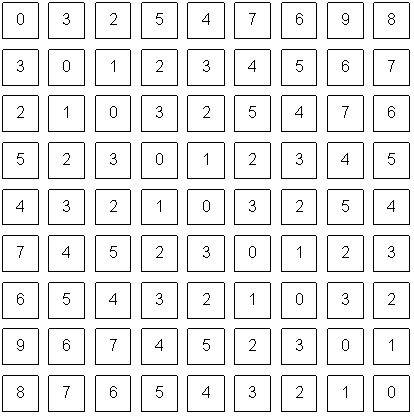 0 3 2 5 4 7 6 9 8
3 0 1 2 3 4 5 6 7
2 1 0 3 2 5 4 7 6
5 2 3 0 1 2 3 4 5
4 3 2 1 0 3 2 5 4
7 4 5 2 3 0 1 2 3
6 5 4 3 2 1 0 3 2
9 6 7 4 5 2 3 0 1
8 7 6 5 4 3 2 1 0